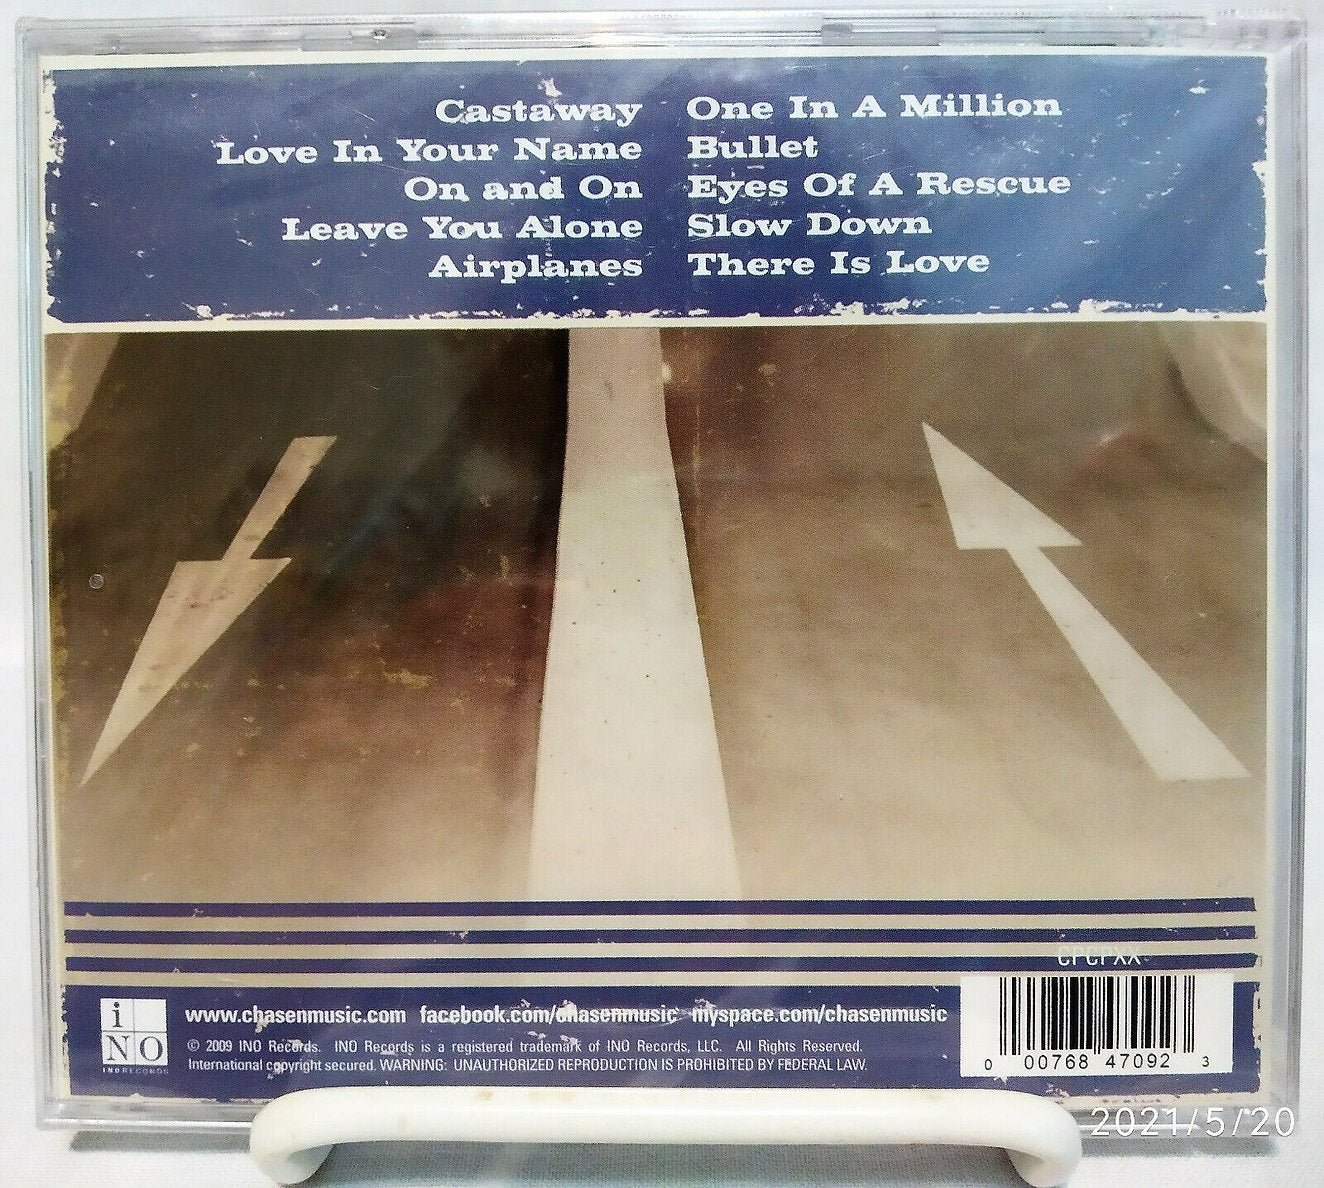 Castaway
Love In Your Name
On and On
Leave You Alone
Airplanes
One In A Million
Bullet
Eyes Of A Rescue
Slow Down
There Is Love
CPCPXX
i
NO
INO RECORDS
www.chasenmusic.com facebook.com/chasenmusic myspace.com/chasenmusic
© 2009 INO Records. INO Records is a registered trademark of INO Records, LLC. All Rights Reserved.
International copyright secured. WARNING: UNAUTHORIZED REPRODUCTION IS PROHIBITED BY FEDERAL LAW.
0 00768 47092 3
2021/5/20